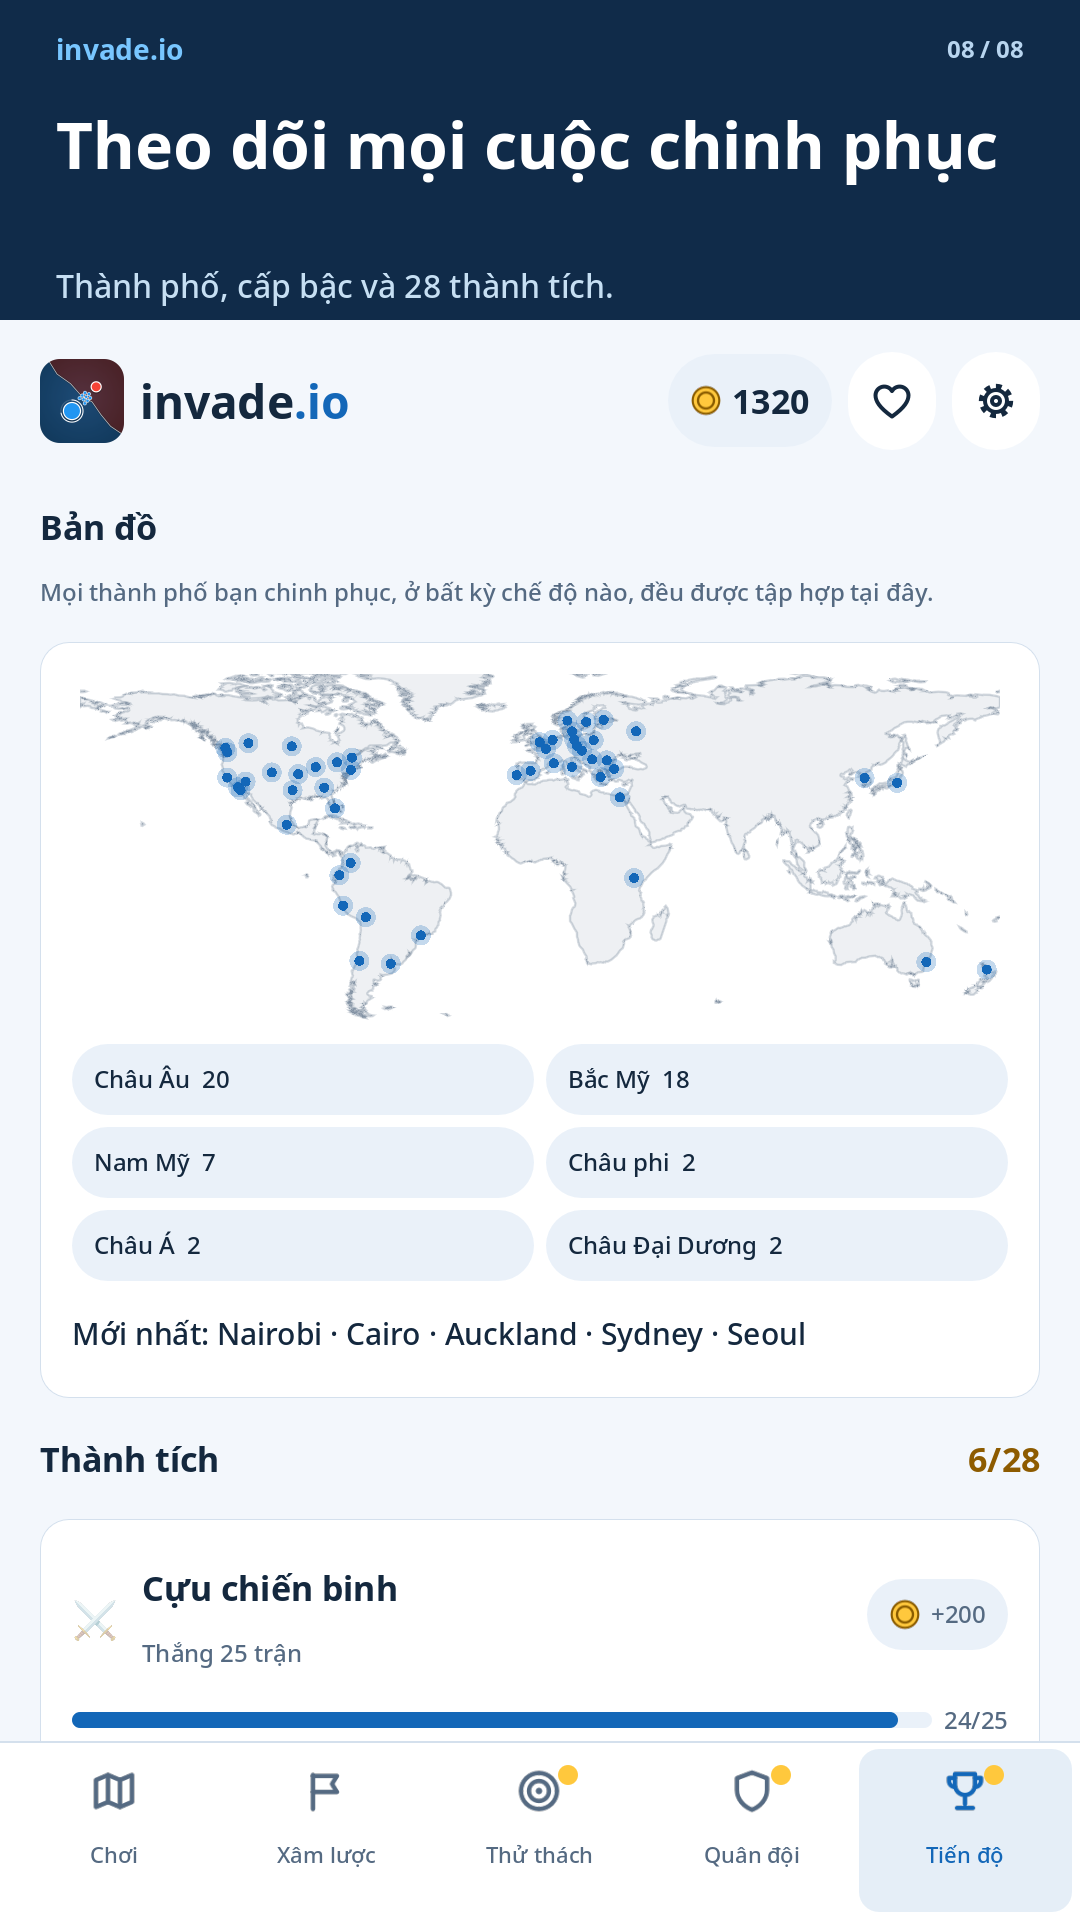 invade.io
08 / 08
Theo dõi mọi cuộc chinh phục
Thành phố, cấp bậc và 28 thành tích.
invade.io
1320
Bản đồ
Mọi thành phố bạn chinh phục, ở bất kỳ chế độ nào, đều được tập hợp tại đây.
Châu Âu 20
Bắc Mỹ 18
Nam Mỹ 7
Châu phi 2
Châu Á 2
Châu Đại Dương 2
Mới nhất: Nairobi · Cairo · Auckland · Sydney · Seoul
Thành tích
6/28
Cựu chiến binh
+200
Thắng 25 trận
24/25
Chơi
Xâm lược
Thử thách
Quân đội
Tiến độ